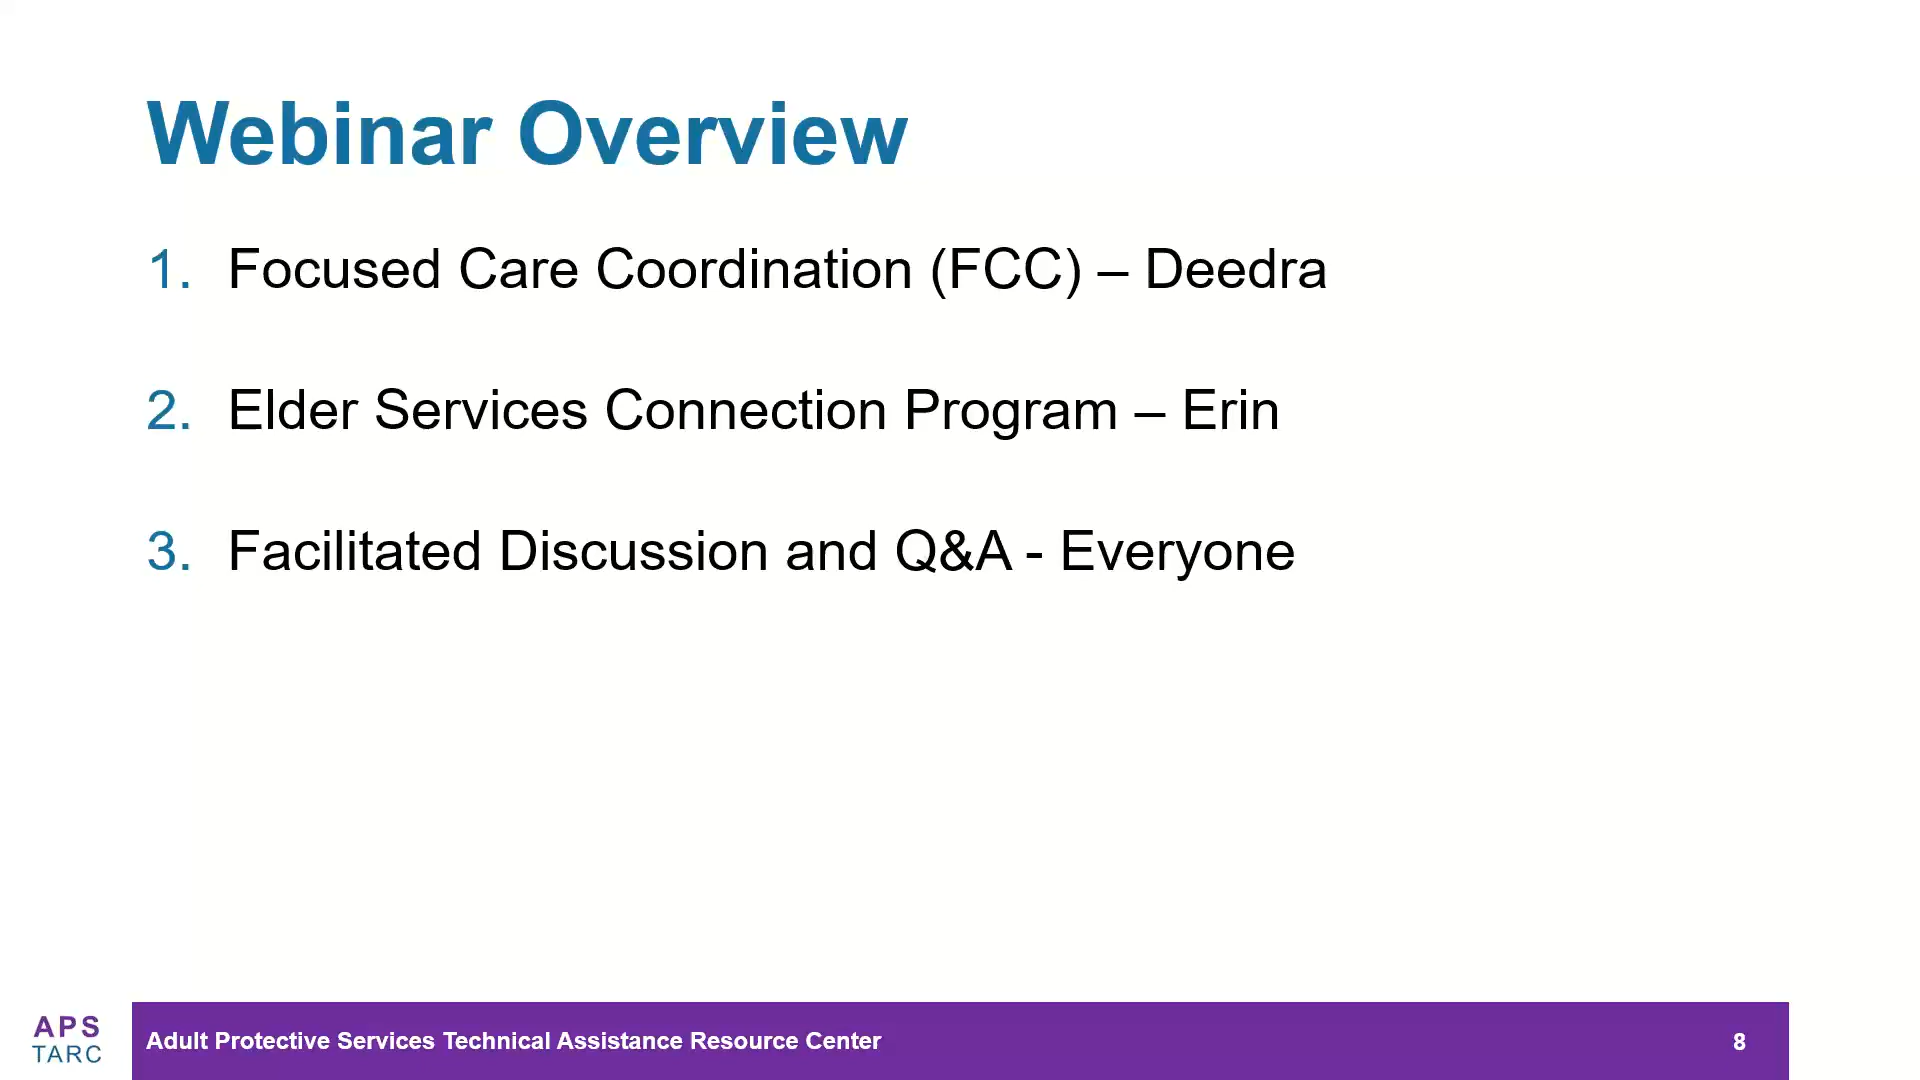 Webinar Overview
1. Focused Care Coordination (FCC) – Deedra
2. Elder Services Connection Program – Erin
3. Facilitated Discussion and Q&A - Everyone
APS
TARC
Adult Protective Services Technical Assistance Resource Center
8